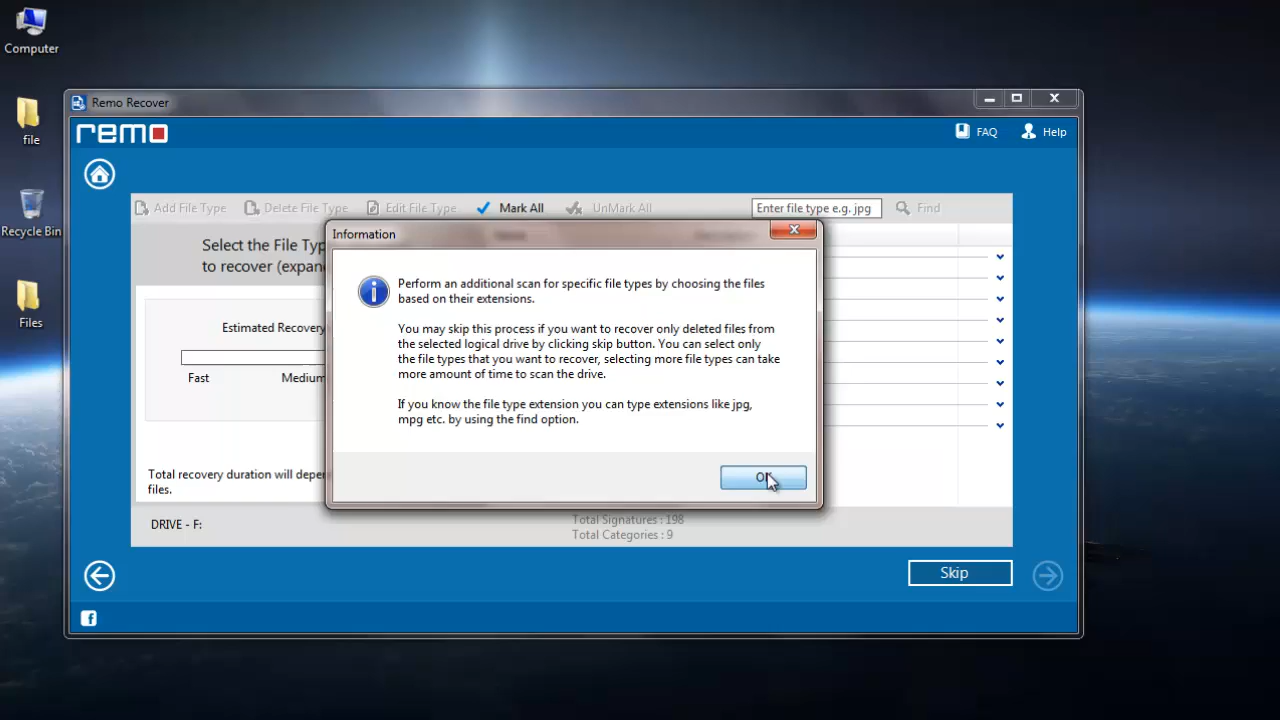 Computer
file
Recycle Bin
Files
Remo Recover
remo
FAQ
Help
Add File Type
Delete File Type
Edit File Type
Mark All
UnMark All
Enter file type e.g. jpg
Find
Select the File Typ
to recover (expan
Estimated Recovery
Fast
Medium
Total recovery duration will deper
files.
DRIVE - F:
Information
Perform an additional scan for specific file types by choosing the files
based on their extensions.
You may skip this process if you want to recover only deleted files from
the selected logical drive by clicking skip button. You can select only
the file types that you want to recover, selecting more file types can take
more amount of time to scan the drive.
If you know the file type extension you can type extensions like jpg,
mpg etc. by using the find option.
OK
Total Signatures : 198
Total Categories : 9
Skip
f